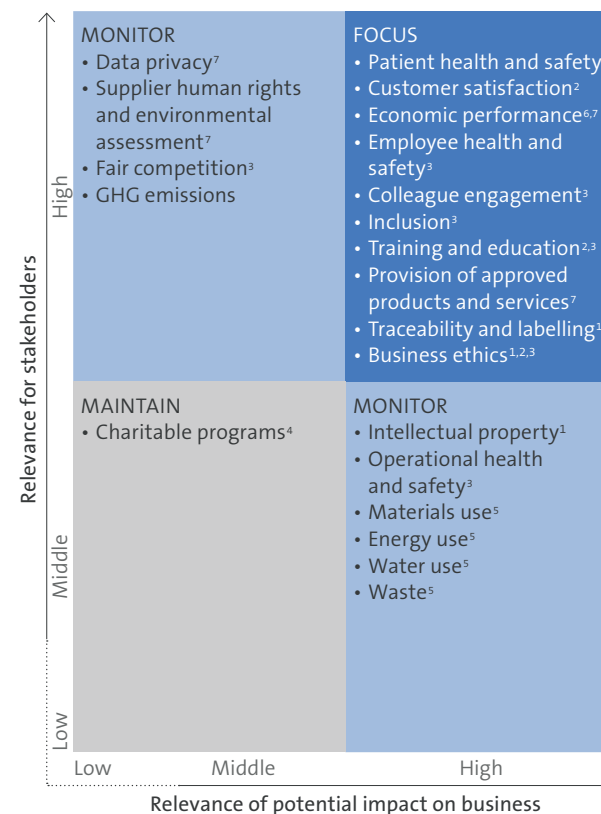 MONITOR
• Data privacy⁷
• Supplier human rights
and environmental
assessment⁷
• Fair competition³
• GHG emissions
FOCUS
• Patient health and safety
• Customer satisfaction²
• Economic performance⁶,⁷
• Employee health and
safety³
• Colleague engagement³
• Inclusion³
• Training and education²,³
• Provision of approved
products and services⁷
• Traceability and labelling¹
• Business ethics¹,²,³
MAINTAIN
• Charitable programs⁴
MONITOR
• Intellectual property¹
• Operational health
and safety³
• Materials use⁵
• Energy use⁵
• Water use⁵
• Waste⁵
Relevance for stakeholders
High
Middle
Low
Low
Middle
High
Relevance of potential impact on business